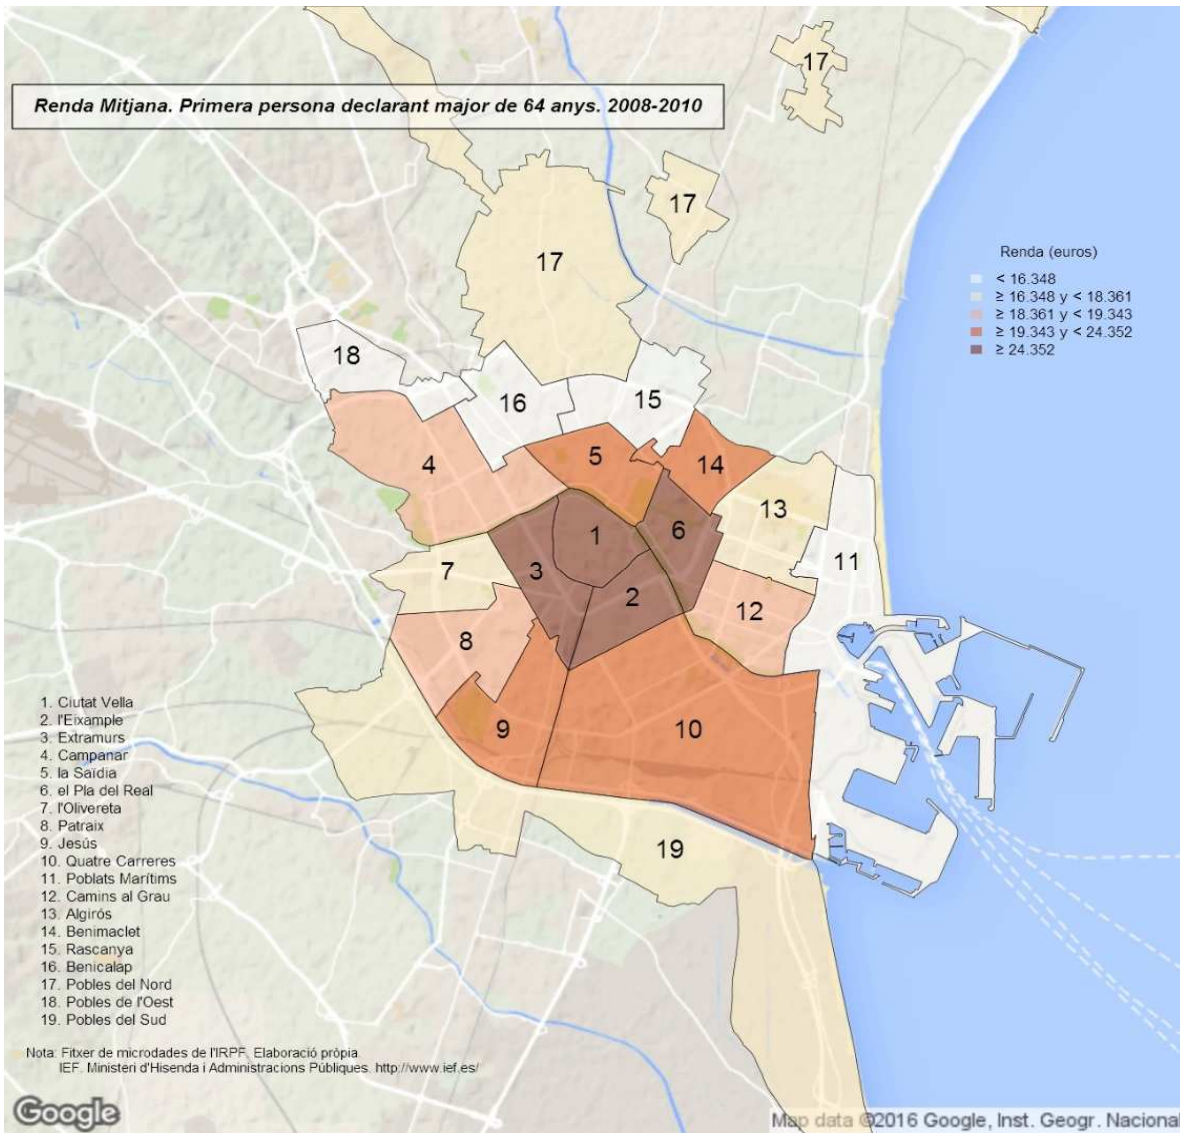 17
Renda Mitjana. Primera persona declarant major de 64 anys. 2008-2010
17
17
Renda (euros)
< 16.348
≥ 16.348 y < 18.361
≥ 18.361 y < 19.343
≥ 19.343 y < 24.352
≥ 24.352
18
16
15
4
5
14
13
6
1
11
7
3
2
12
8
9
10
19
1. Ciutat Vella
2. l'Eixample
3. Extramurs
4. Campanar
5. la Saïdia
6. el Pla del Real
7. l'Olivereta
8. Patraix
9. Jesús
10. Quatre Carreres
11. Poblats Marítims
12. Camins al Grau
13. Algirós
14. Benimaclet
15. Rascanya
16. Benicalap
17. Pobles del Nord
18. Pobles de l'Oest
19. Pobles del Sud
Nota: Fitxer de microdades de l'IRPF. Elaboració pròpia.
IEF. Ministeri d'Hisenda i Administracions Públiques. http://www.ief.es/
Google
Map data ©2016 Google, Inst. Geogr. Nacional